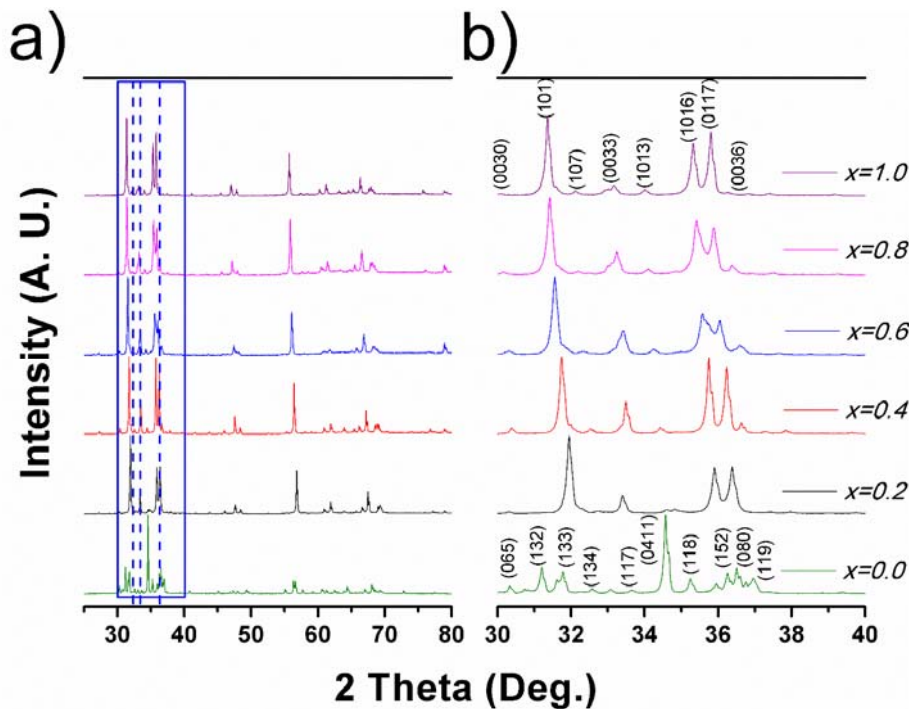 a)
b)
Intensity (A. U.)
(0030)
(101)
(107)
(0033)
(1013)
(1016)
(0117)
(0036)
x=1.0
x=0.8
x=0.6
x=0.4
x=0.2
(065)
(132)
(133)
(134)
(117)
(0411)
(118)
(152)
(080)
(119)
x=0.0
30 40 50 60 70 80
30 32 34 36 38 40
2 Theta (Deg.)